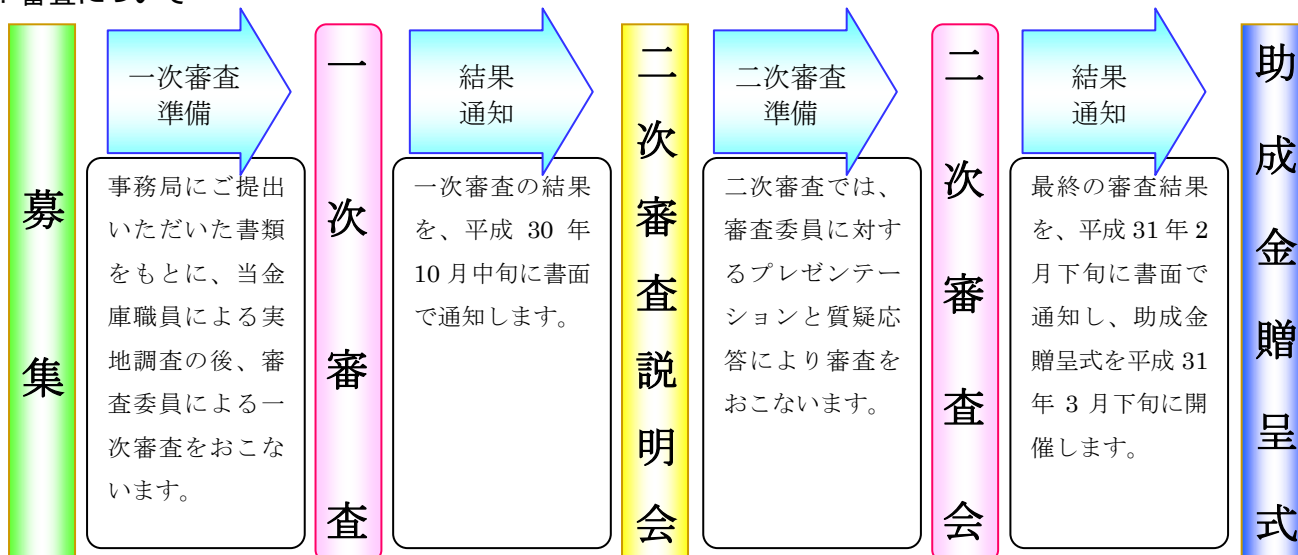 審査について
募集
一次審査
準備
事務局にご提出
いただいた書類
をもとに、当金
庫職員による実
地調査の後、審
査委員による一
次審査をおこな
います。
一次審査
結果
通知
一次審査の結果
を、平成 30 年
10 月中旬に書面
で通知します。
二次審査説明会
二次審査
準備
二次審査では、
審査委員に対す
るプレゼンテー
ションと質疑応
答により審査を
おこないます。
二次審査会
結果
通知
最終の審査結果
を、平成 31 年 2
月下旬に書面で
通知し、助成金
贈呈式を平成 31
年 3 月下旬に開
催します。
助成金贈呈式